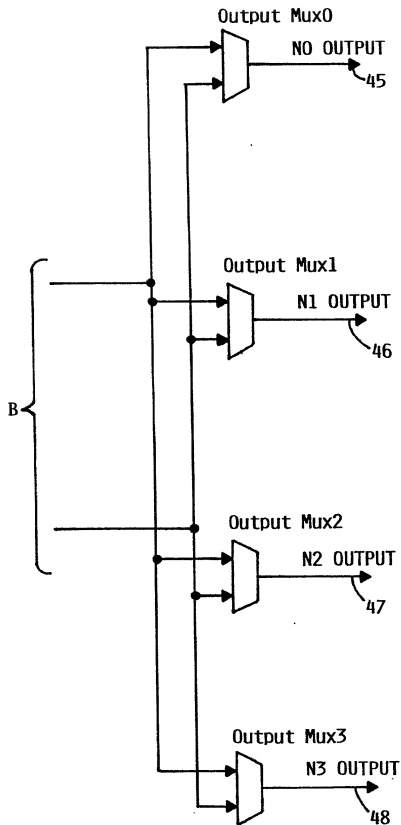 Output Mux0
N0 OUTPUT
45
Output Mux1
N1 OUTPUT
46
B
Output Mux2
N2 OUTPUT
47
Output Mux3
N3 OUTPUT
48